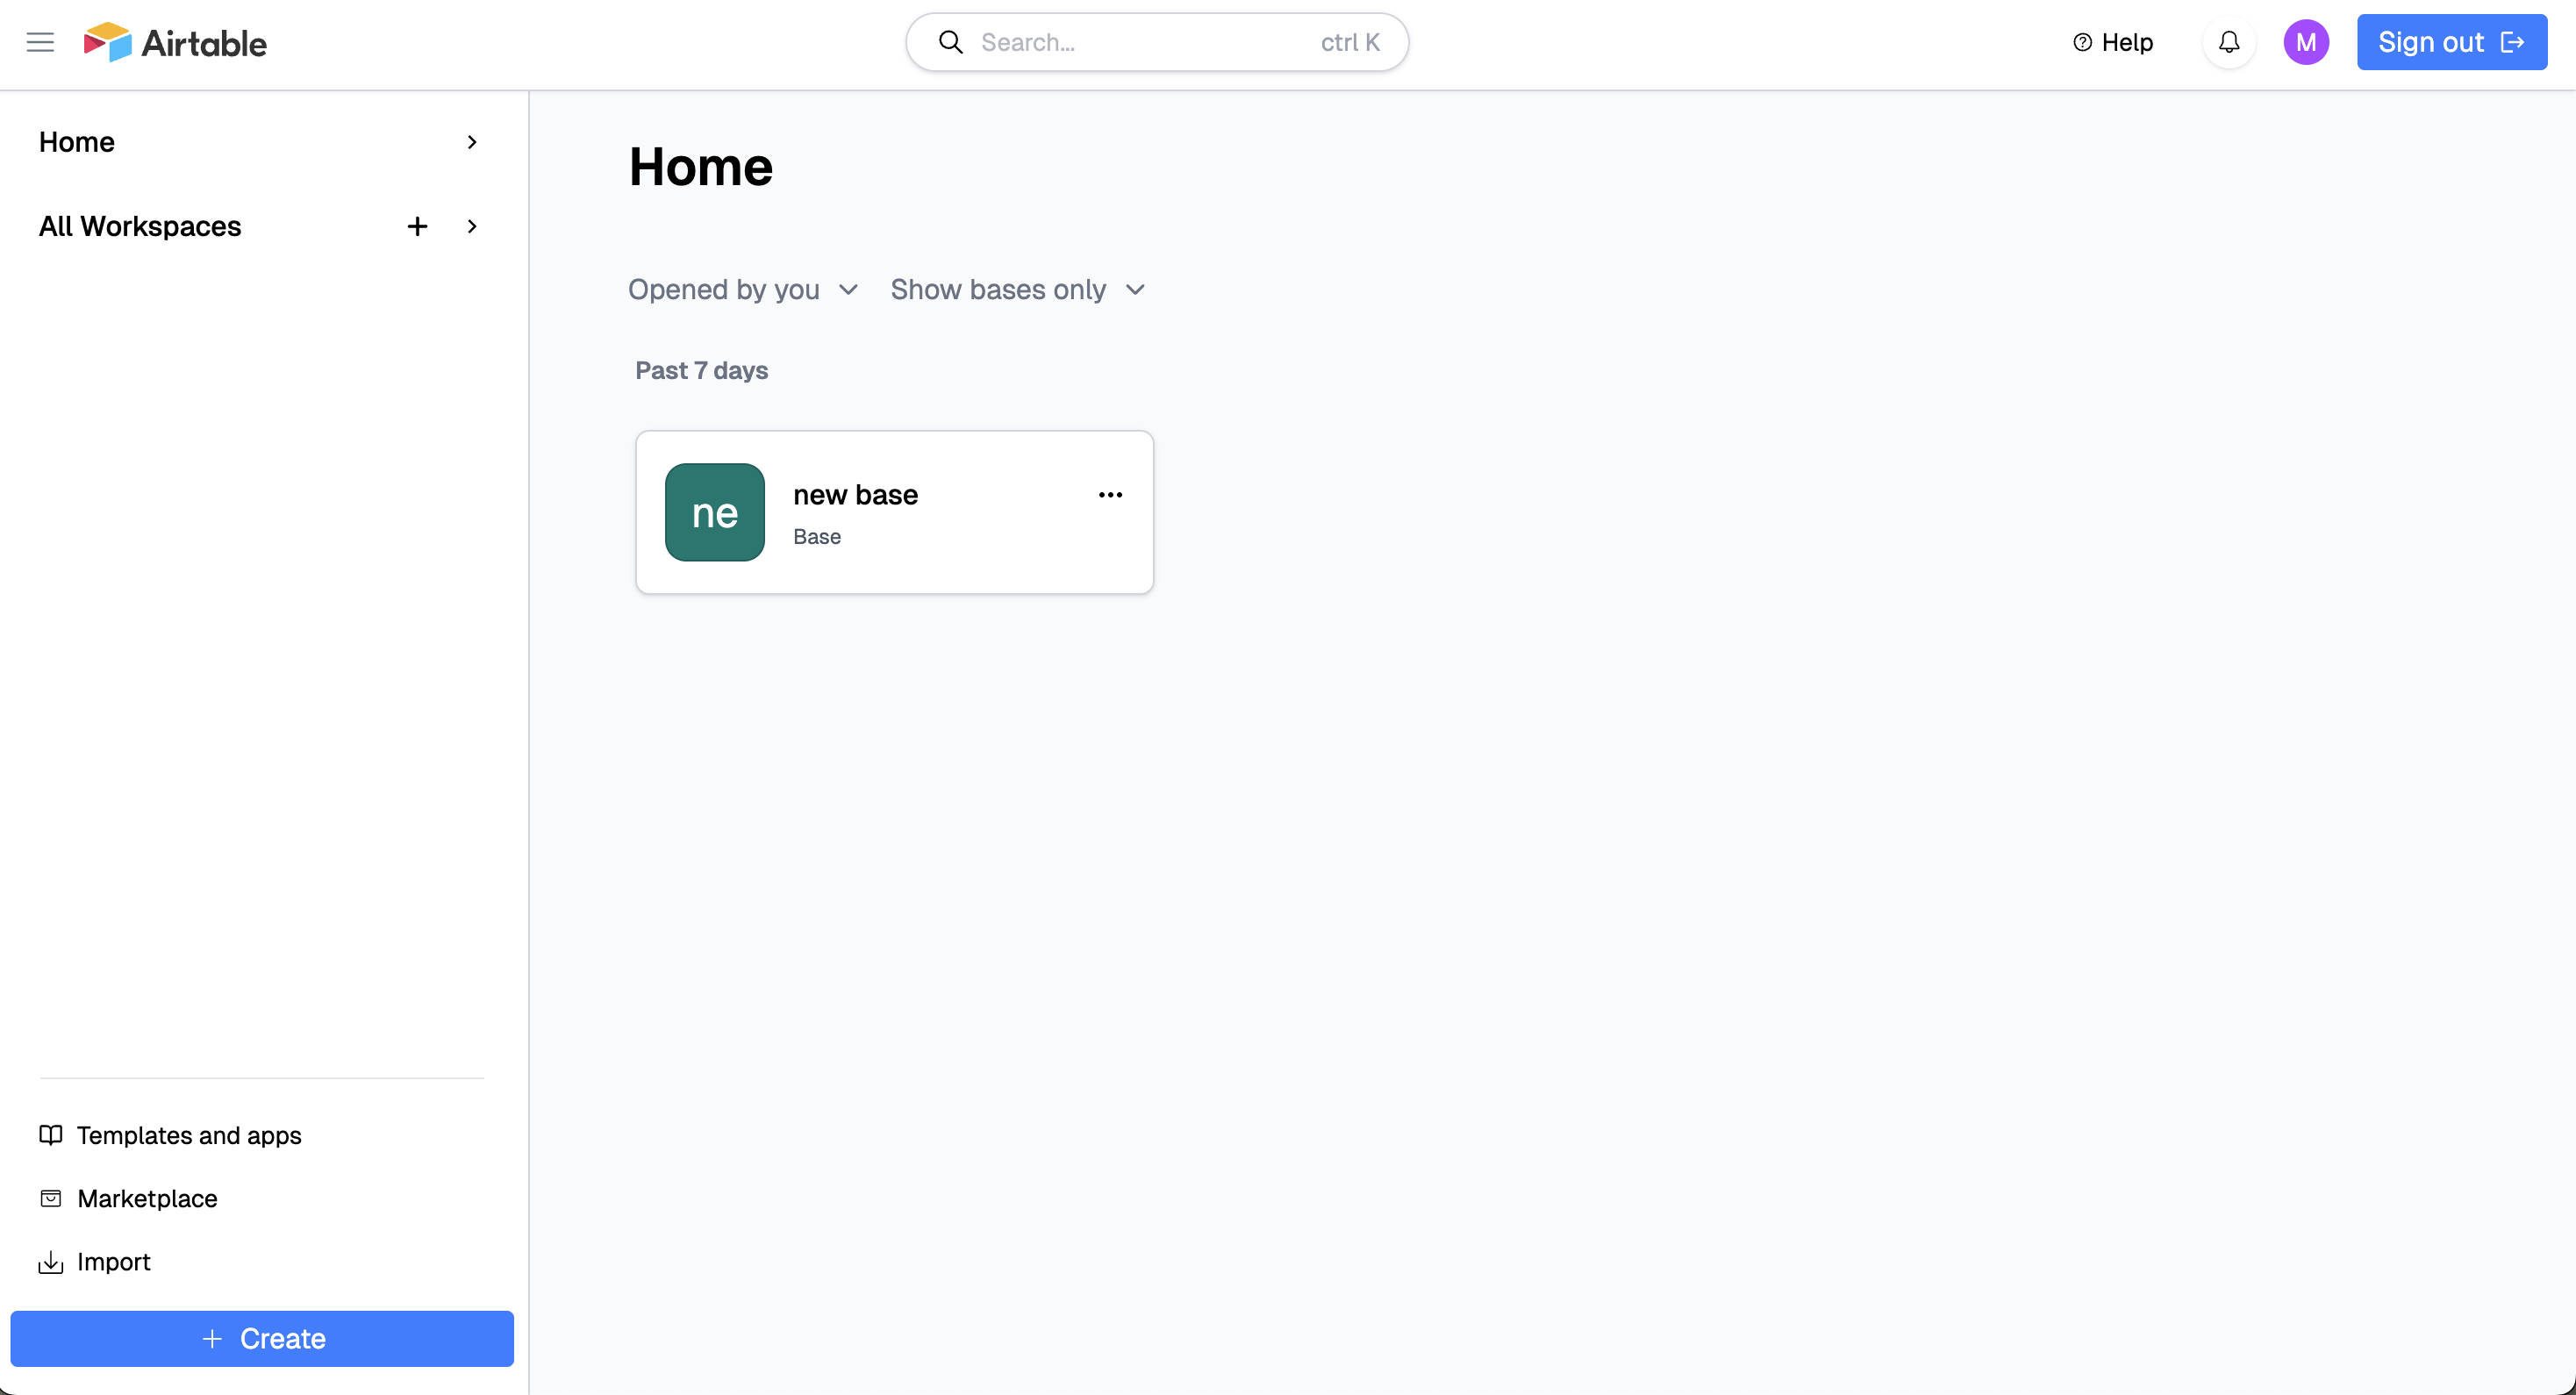 Airtable
Search...
ctrl K
Help
M
Sign out
Home
All Workspaces
Templates and apps
Marketplace
Import
Create
Home
Opened by you
Show bases only
Past 7 days
ne
new base
Base